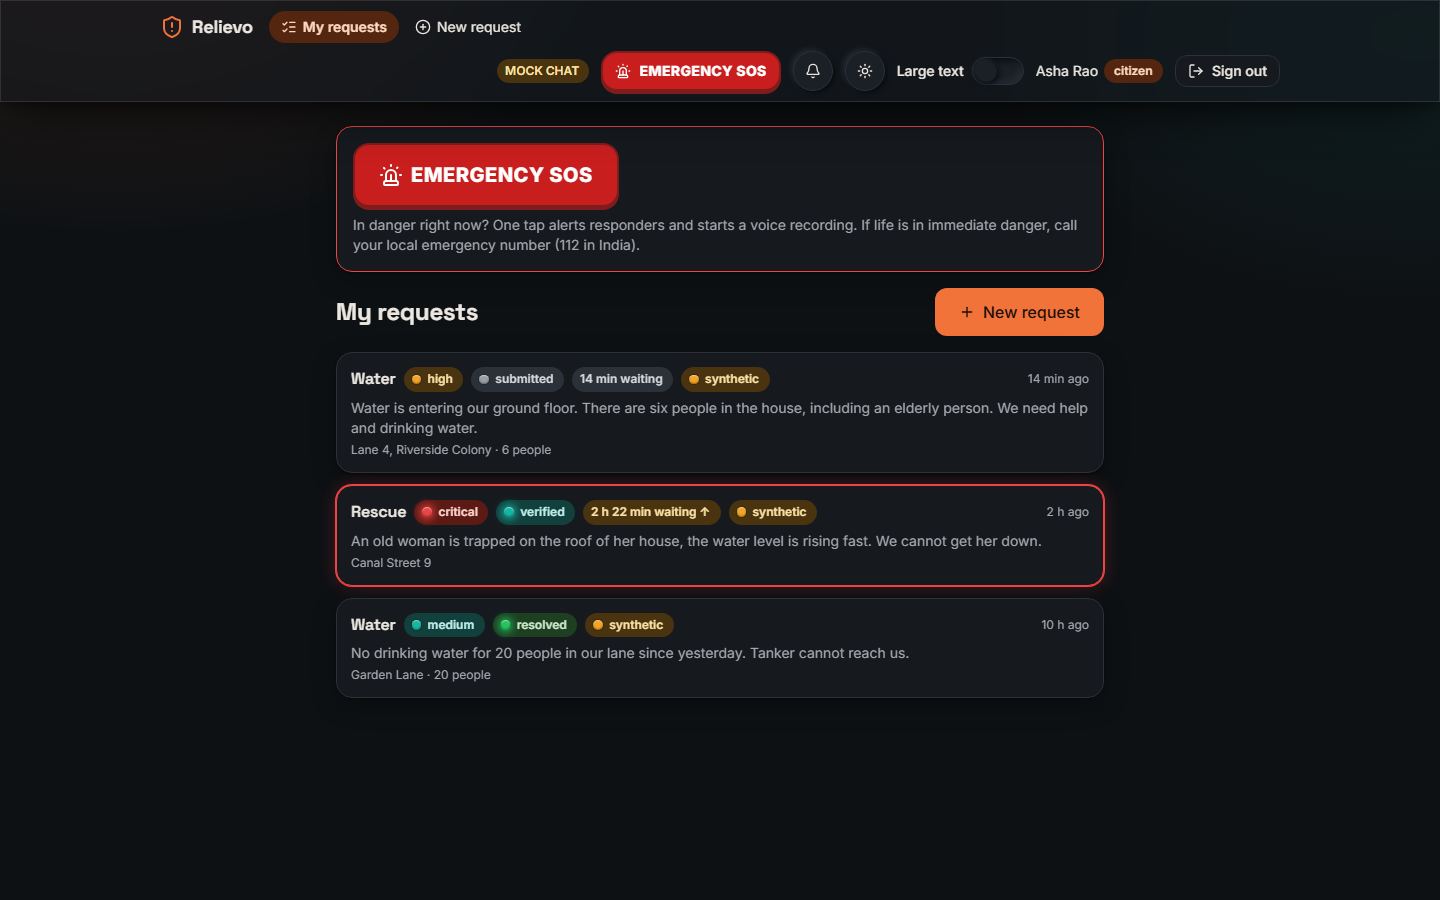 Relievo
My requests
New request
MOCK CHAT
EMERGENCY SOS
Large text
Asha Rao
citizen
Sign out
EMERGENCY SOS
In danger right now? One tap alerts responders and starts a voice recording. If life is in immediate danger, call
your local emergency number (112 in India).
My requests
+ New request
Water high submitted 14 min waiting synthetic 14 min ago
Water is entering our ground floor. There are six people in the house, including an elderly person. We need help
and drinking water.
Lane 4, Riverside Colony · 6 people
Rescue critical verified 2 h 22 min waiting ↑ synthetic 2 h ago
An old woman is trapped on the roof of her house, the water level is rising fast. We cannot get her down.
Canal Street 9
Water medium resolved synthetic 10 h ago
No drinking water for 20 people in our lane since yesterday. Tanker cannot reach us.
Garden Lane · 20 people